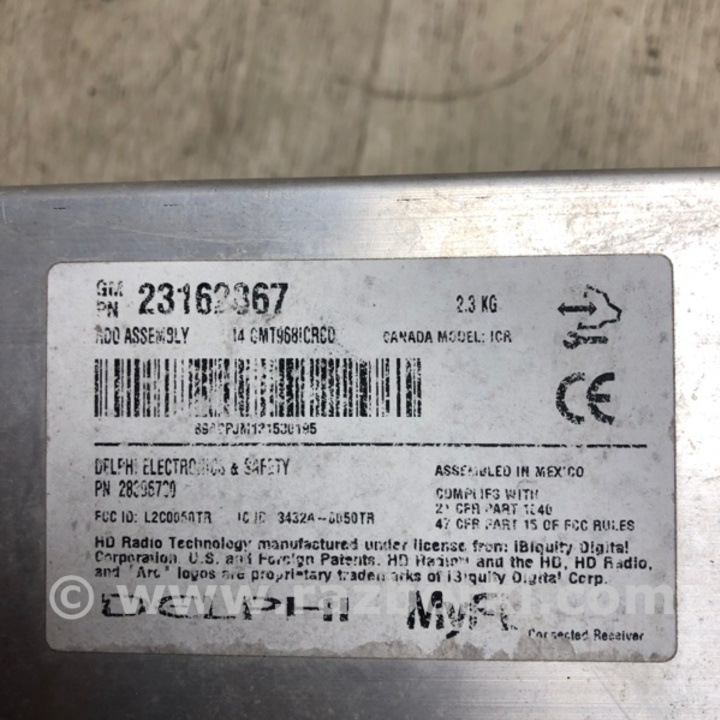 GM PN 23162367 2.3 KG
RDO ASSEMBLY 14 GMT968ICRCD CANADA MODEL: ICR
CE
DELPHI ELECTRONICS & SAFETY
PN ASSEMBLED IN MEXICO
COMPLIES WITH
21 CFR PART 1040
FCC ID: L2C0050TR IC ID: 3432A-0050TR 47 CFR PART 15 OF FCC RULES
HD Radio Technology manufactured under license from iBiquity Digital
Corporation. U.S. and Foreign Patents. HD Radio™ and the HD, HD Radio,
and "Arc" logos are proprietary trademarks of iBiquity Digital Corp.
DELPHI MyFi
Connected Receiver
© www.razborki.com